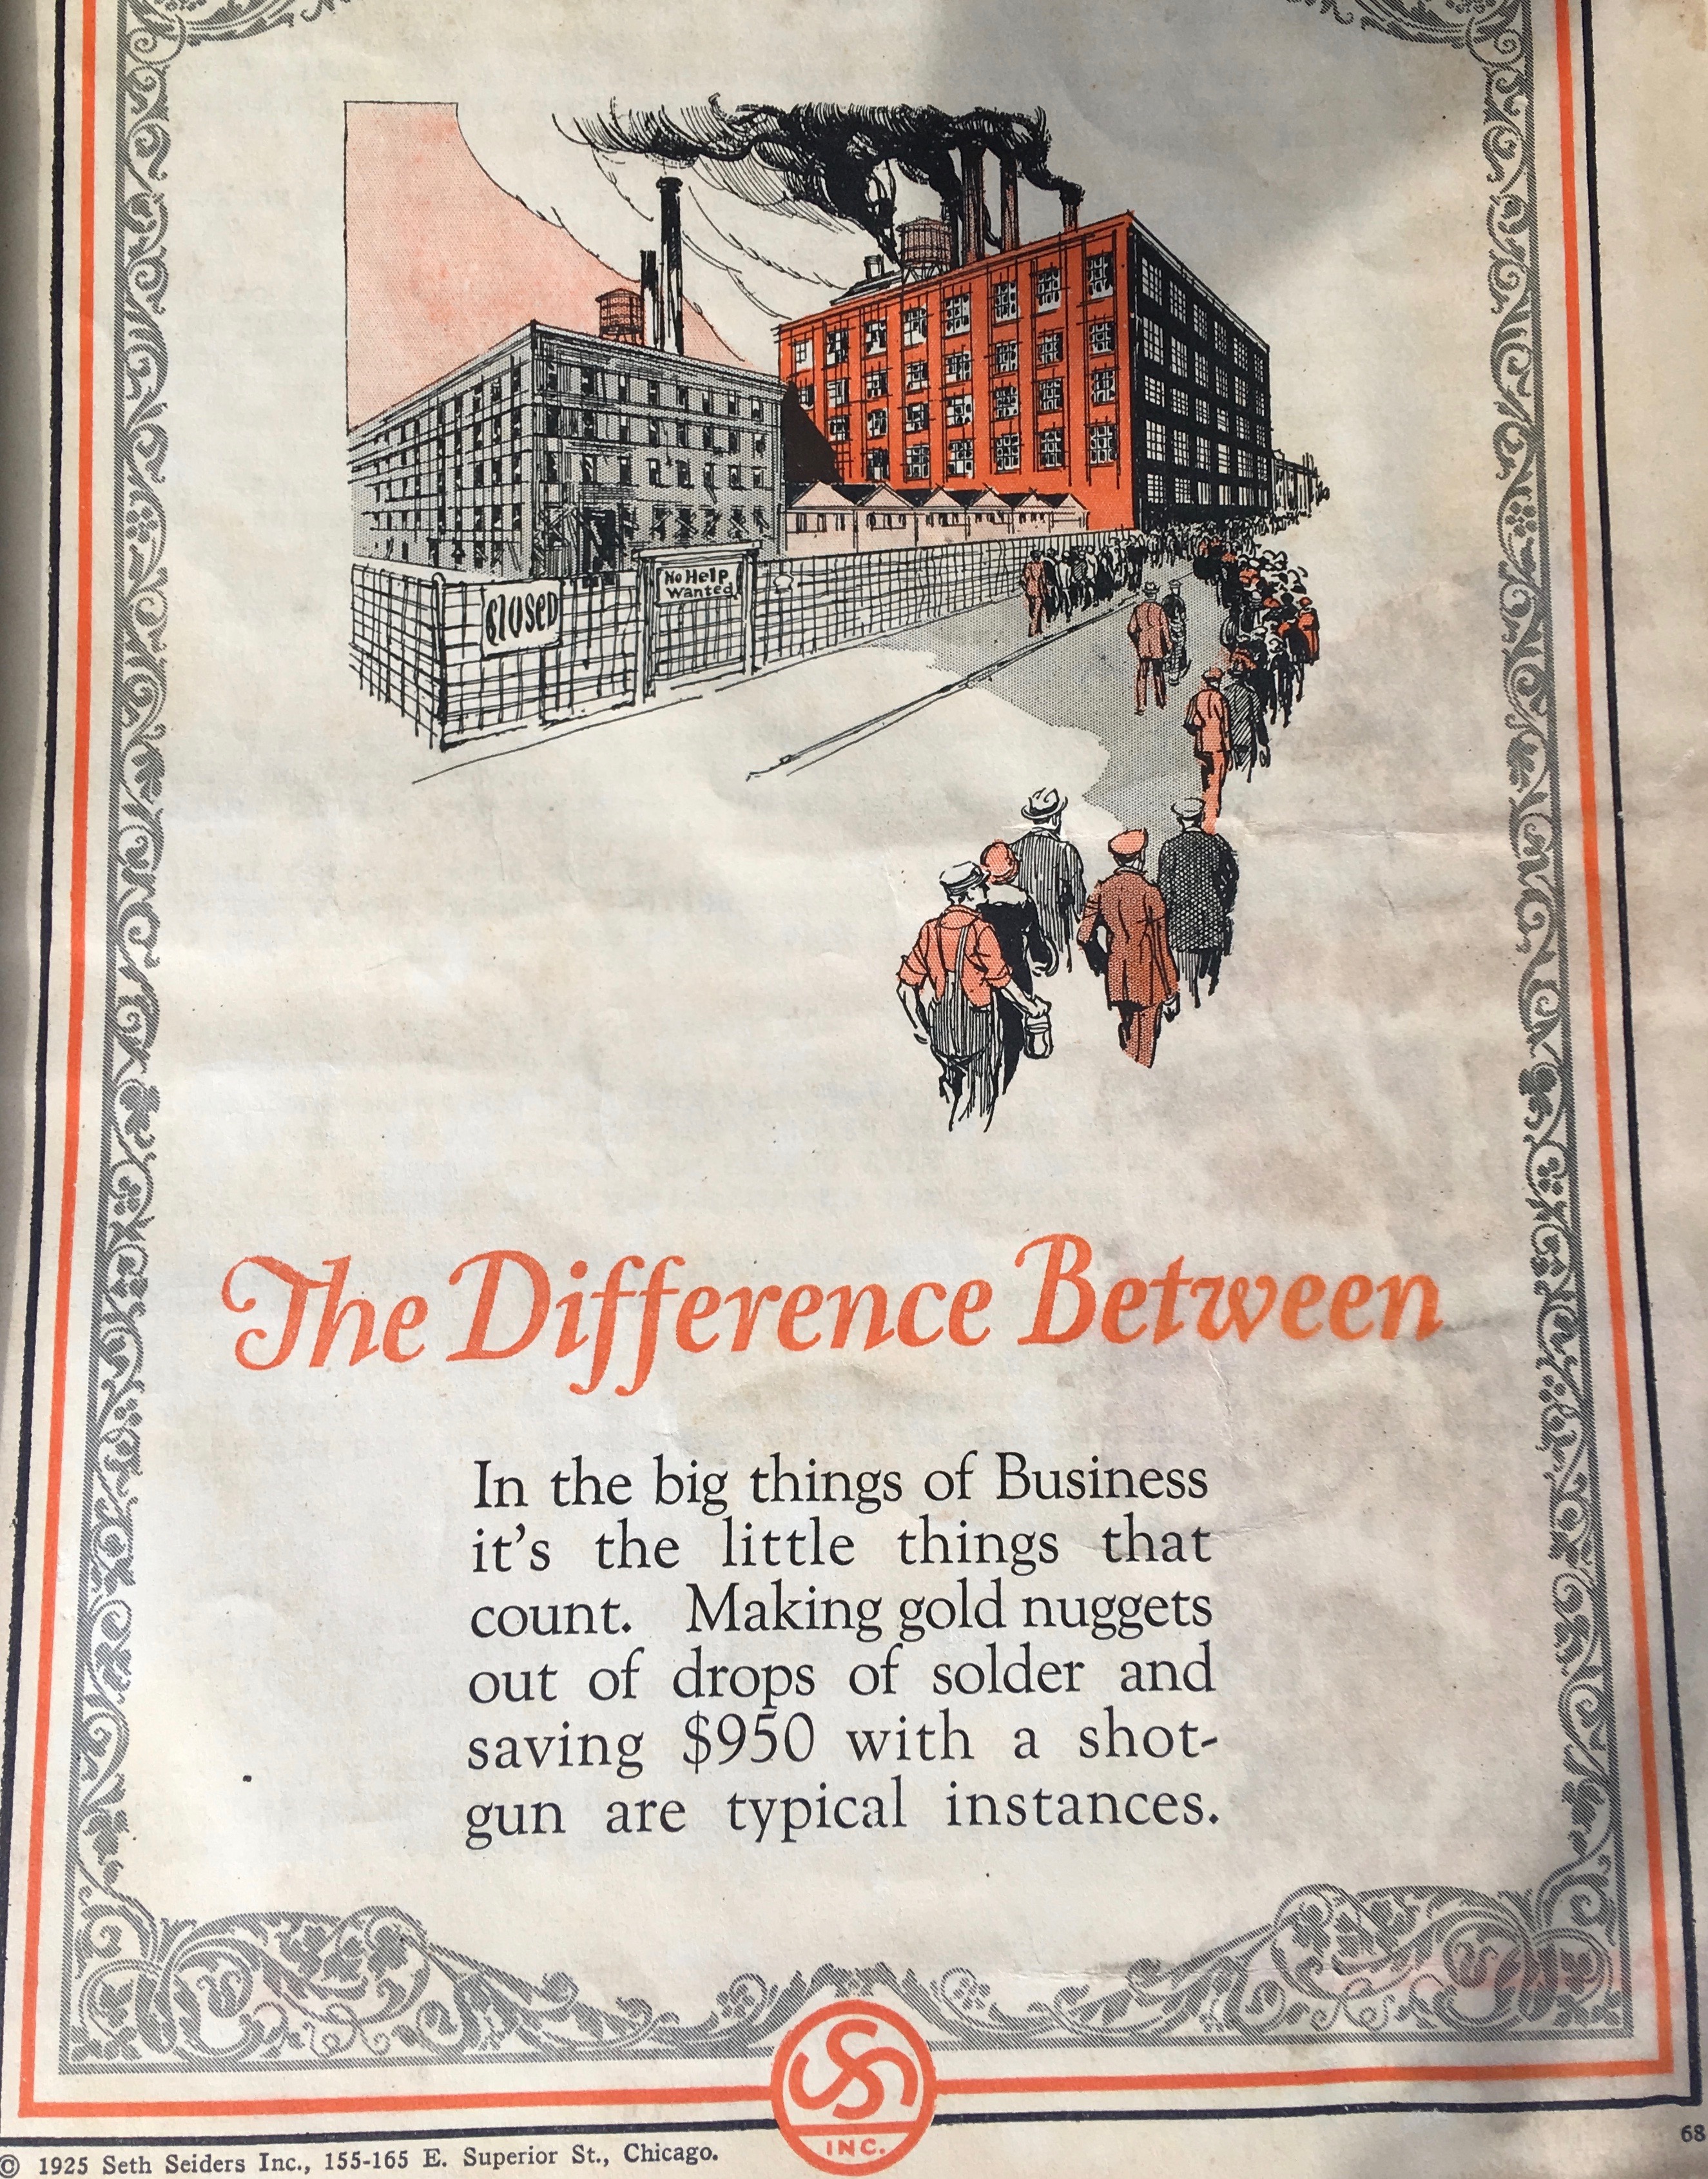 CLOSED
No Help
Wanted
The Difference Between
In the big things of Business
it's the little things that
count. Making gold nuggets
out of drops of solder and
saving $950 with a shot-
gun are typical instances.
SS
INC.
© 1925 Seth Seiders Inc., 155-165 E. Superior St., Chicago.
68